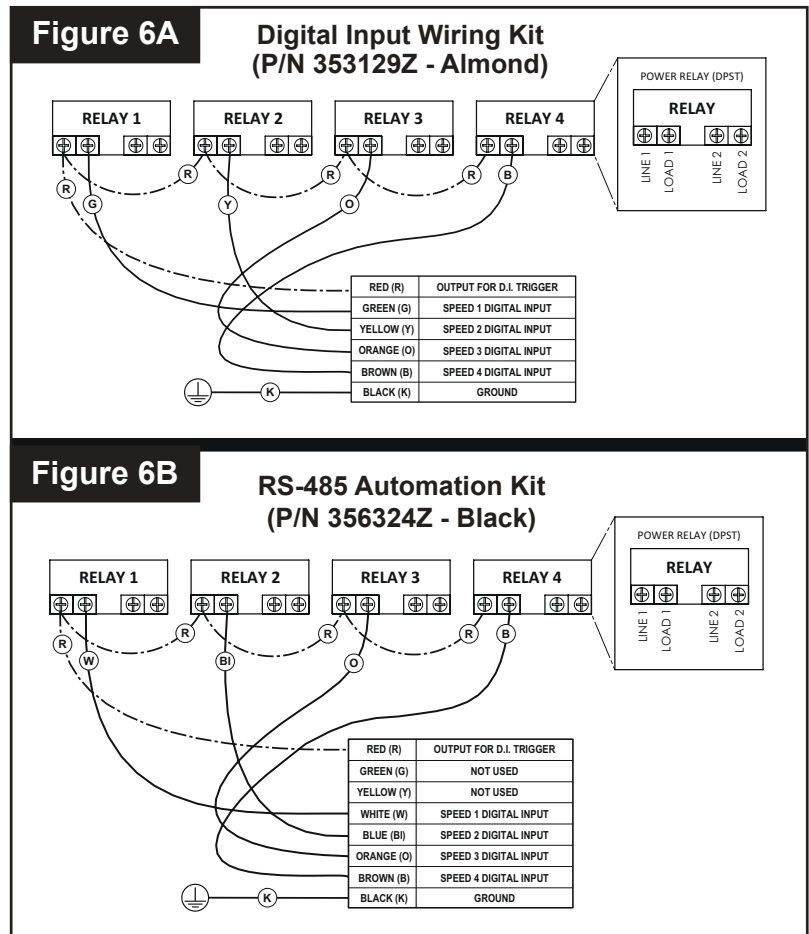 Figure 6A
Digital Input Wiring Kit
(P/N 353129Z - Almond)
POWER RELAY (DPST)
RELAY
LINE 1
LOAD 1
LINE 2
LOAD 2
RELAY 1
RELAY 2
RELAY 3
RELAY 4
R
R
R
R
G
Y
O
B
RED (R) OUTPUT FOR D.I. TRIGGER
GREEN (G) SPEED 1 DIGITAL INPUT
YELLOW (Y) SPEED 2 DIGITAL INPUT
ORANGE (O) SPEED 3 DIGITAL INPUT
BROWN (B) SPEED 4 DIGITAL INPUT
K BLACK (K) GROUND
Figure 6B
RS-485 Automation Kit
(P/N 356324Z - Black)
POWER RELAY (DPST)
RELAY
LINE 1
LOAD 1
LINE 2
LOAD 2
RELAY 1
RELAY 2
RELAY 3
RELAY 4
R
R
R
R
W
Bl
O
B
RED (R) OUTPUT FOR D.I. TRIGGER
GREEN (G) NOT USED
YELLOW (Y) NOT USED
WHITE (W) SPEED 1 DIGITAL INPUT
BLUE (Bl) SPEED 2 DIGITAL INPUT
ORANGE (O) SPEED 3 DIGITAL INPUT
BROWN (B) SPEED 4 DIGITAL INPUT
K BLACK (K) GROUND